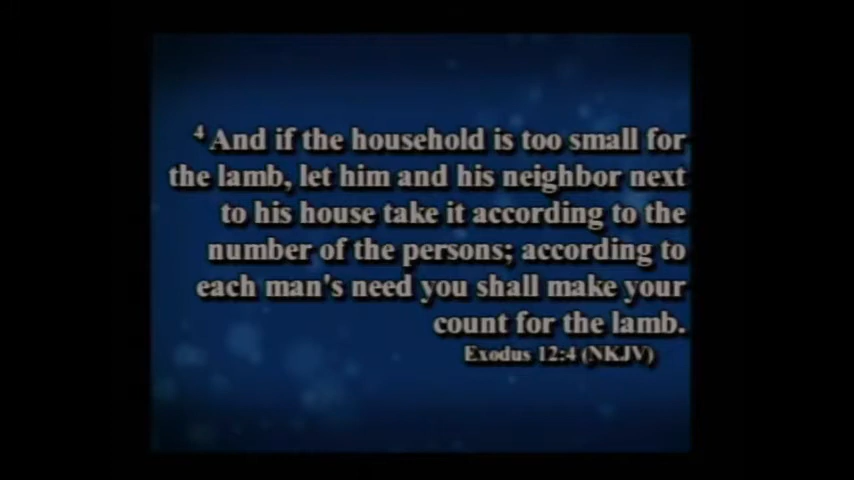 4 And if the household is too small for
the lamb, let him and his neighbor next
to his house take it according to the
number of the persons; according to
each man's need you shall make your
count for the lamb.
Exodus 12:4 (NKJV)